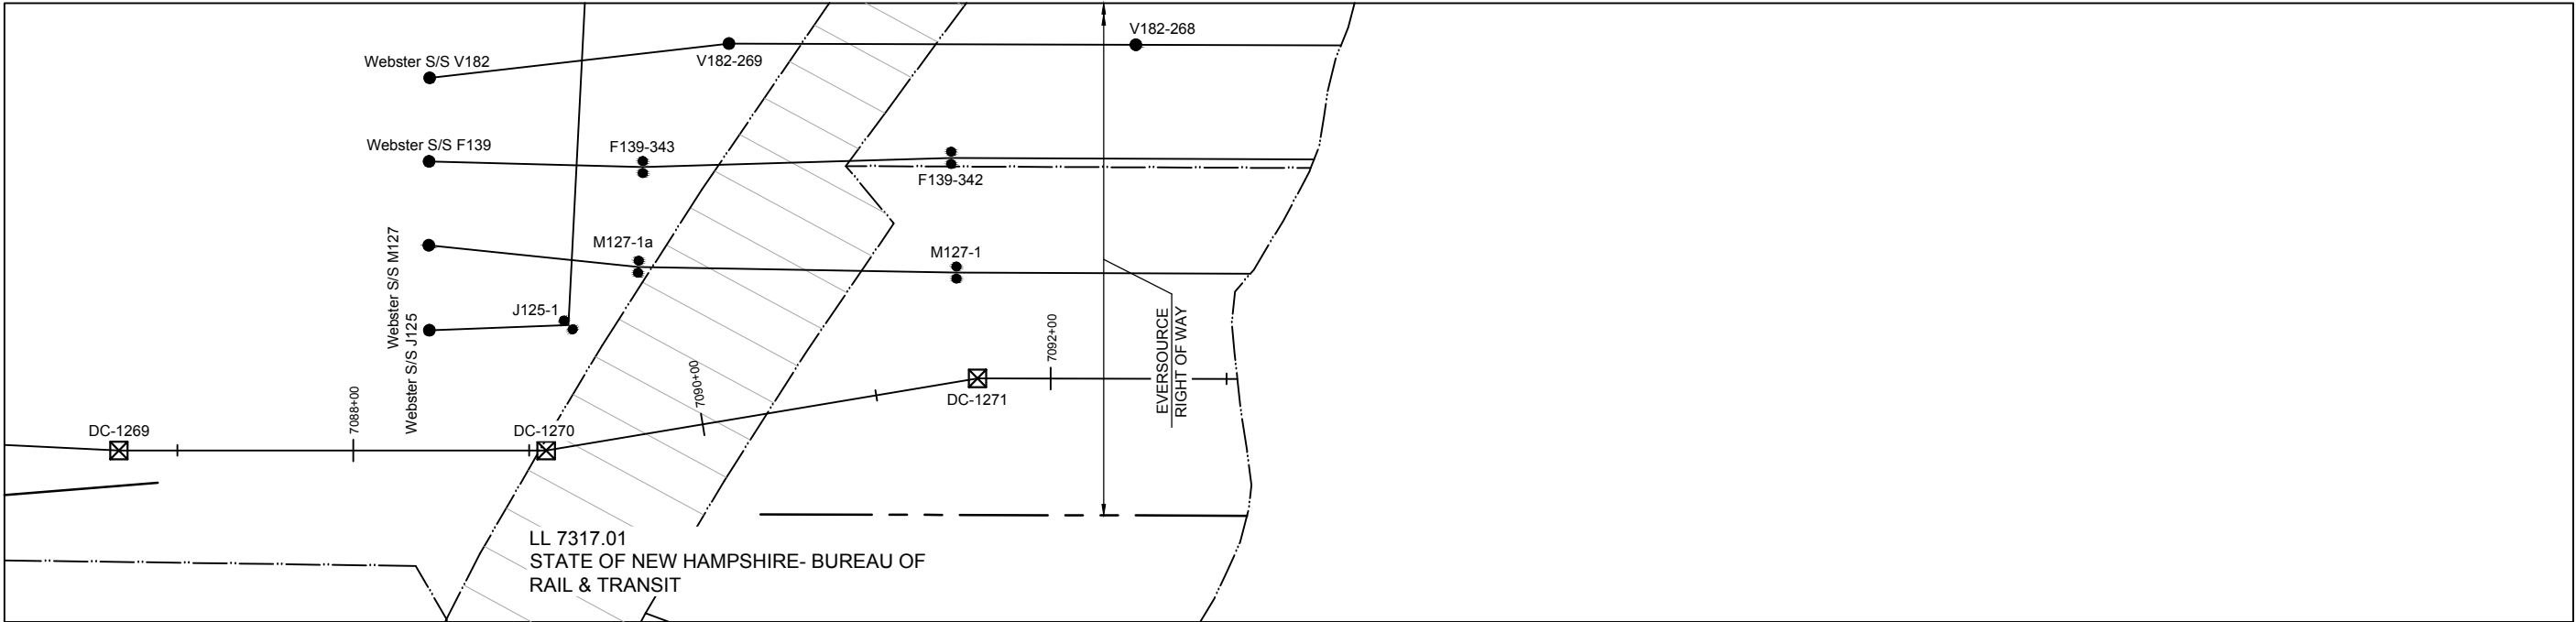 V182-268
Webster S/S V182
V182-269
Webster S/S F139
F139-343
F139-342
Webster S/S M127
M127-1a
M127-1
Webster S/S J125
J125-1
EVERSOURCE
RIGHT OF WAY
7088+00
7090+00
7092+00
DC-1269
DC-1270
DC-1271
LL 7317.01
STATE OF NEW HAMPSHIRE- BUREAU OF
RAIL & TRANSIT